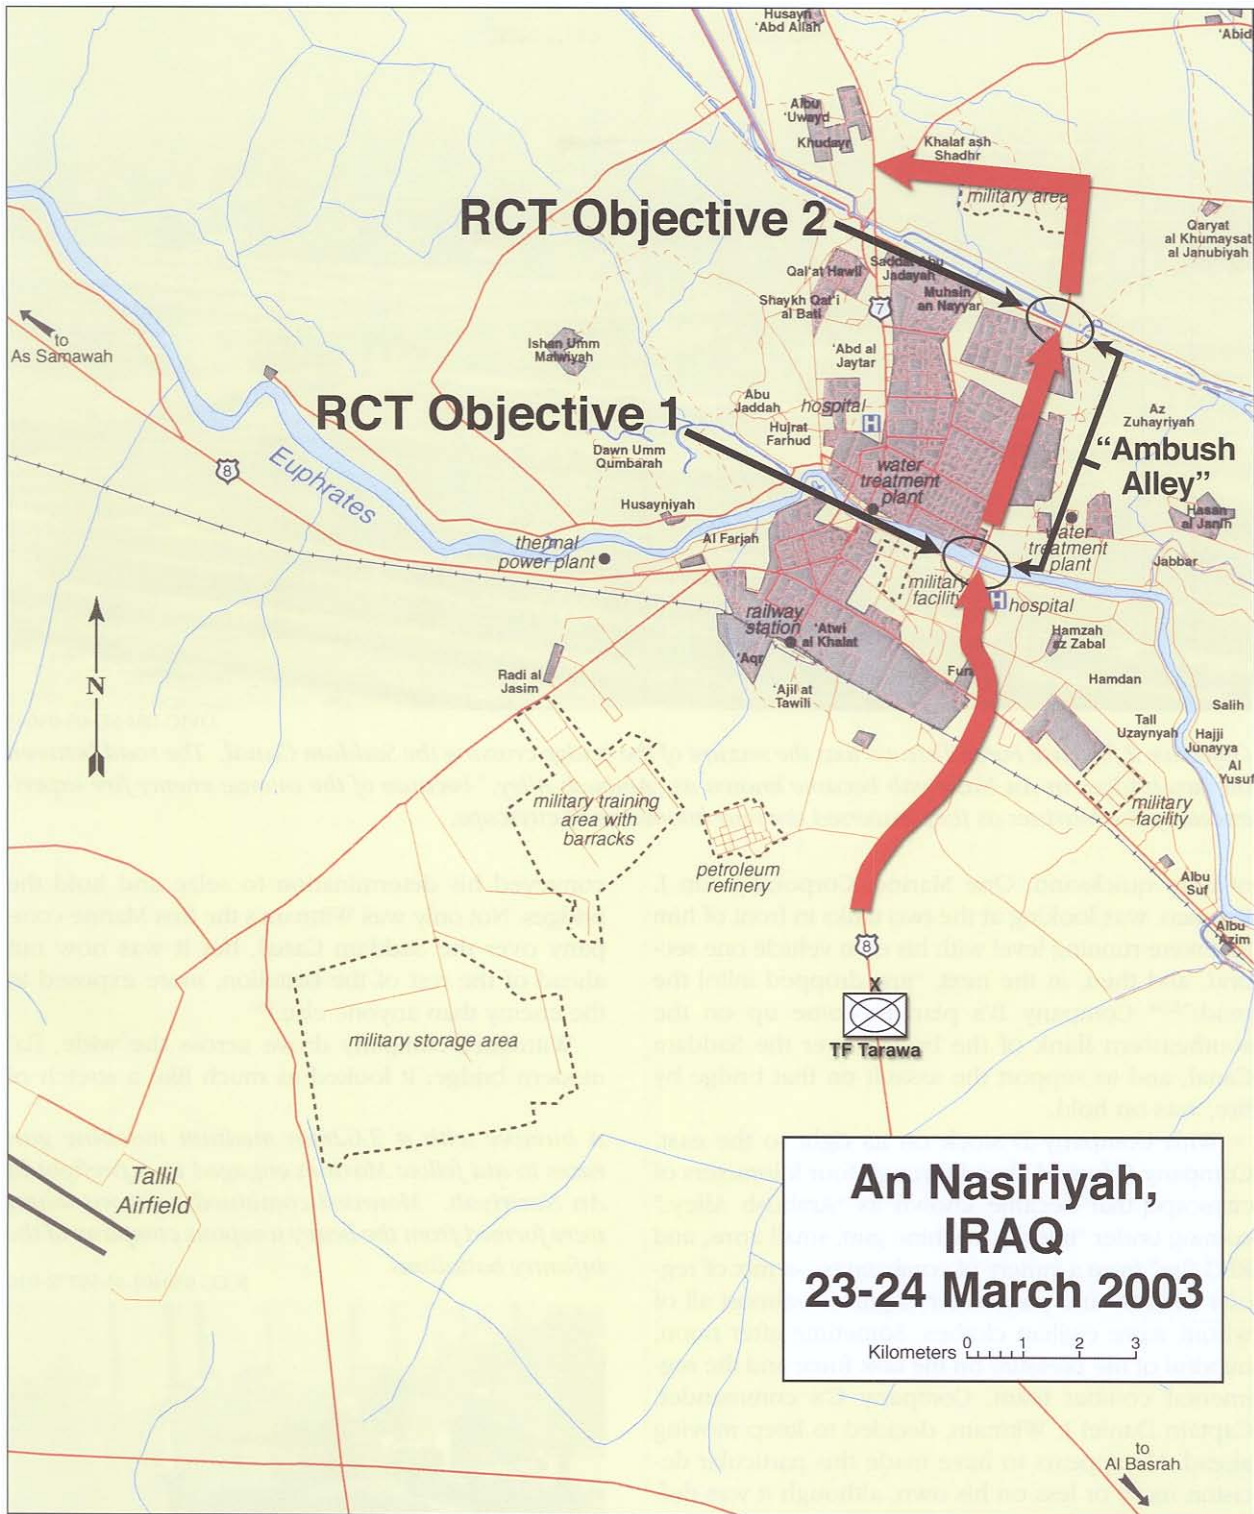 Husayn
'Abd Allah
'Abid
Albu
'Uwayd
Khudayr
Khalaf ash
Shadhr
military area
RCT Objective 2
Qaryat
al Khumaysat
al Janubiyah
Qal'at Hawli
Saddat Abu
Jadayah
Muhsin
an Nayyar
Shaykh Qat'i
al Bati
7
to
As Samawah
Ishan Umm
Malwiyah
'Abd al
Jaytar
RCT Objective 1
Abu
Jaddah
hospital
H
Hujrat
Farhud
Az
Zuhayriyah
"Ambush
Alley"
Dawn Umm
Qumbarah
8
Euphrates
water
treatment
plant
Husayniyah
Hasan
al Janih
thermal
power plant
Al Farjah
water
treatment
plant
Jabbar
military
facility
H hospital
railway
station
'Atwi
al Khalat
Hamzah
az Zabal
'Aqr
Radi al
Jasim
'Ajil at
Tawili
Hamdan
Salih
N
Tall
Uzaynyah
Hajji
Junayya
Al
Yusuf
military training
area with
barracks
military
facility
petroleum
refinery
Albu
Suf
Albu
'Azim
8
X
TF Tarawa
military storage area
Tallil
Airfield
An Nasiriyah,
IRAQ
23-24 March 2003
Kilometers 0 1 2 3
to
Al Basrah